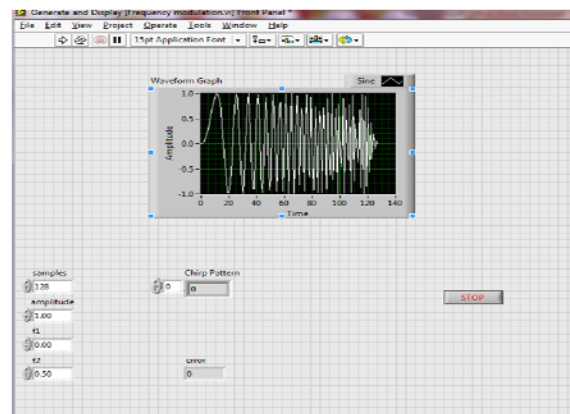 Generate and Display [Frequency modulation.vi] Front Panel *
File Edit View Project Operate Tools Window Help
15pt Application Font
Waveform Graph
Sine
Amplitude
1.0
0.5
0.0
-0.5
-1.0
0 20 40 60 80 100 120 140
Time
samples
128
amplitude
1.00
f1
0.00
f2
0.50
Chirp Pattern
0
0
error
0
STOP